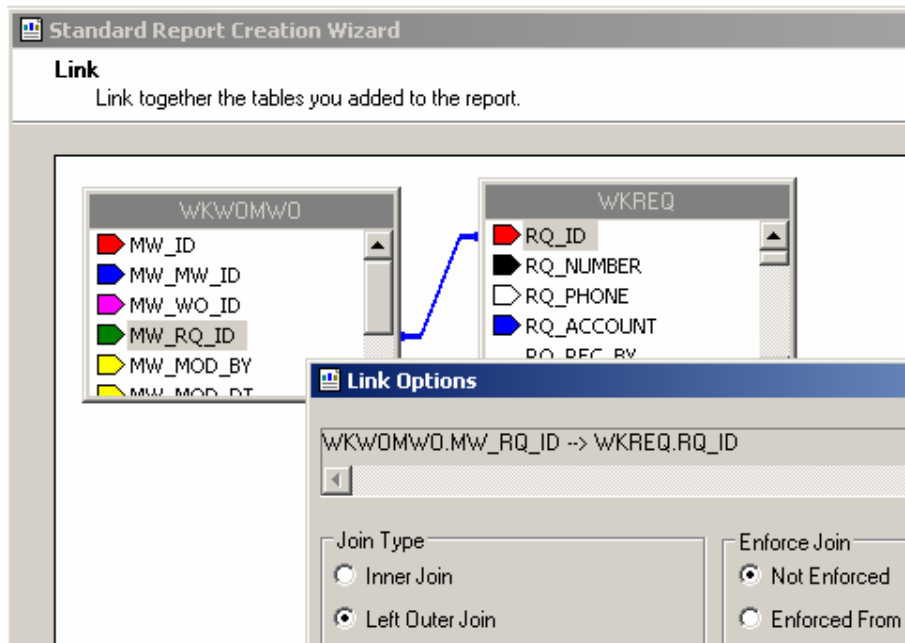 Standard Report Creation Wizard
Link
Link together the tables you added to the report.
WKWOMWO
MW_ID
MW_MW_ID
MW_WO_ID
MW_RQ_ID
MW_MOD_BY
MW_MOD_DT
WKREQ
RQ_ID
RQ_NUMBER
RQ_PHONE
RQ_ACCOUNT
RQ_REC_BY
Link Options
WKWOMWO.MW_RQ_ID --> WKREQ.RQ_ID
Join Type
Inner Join
Left Outer Join
Enforce Join
Not Enforced
Enforced From